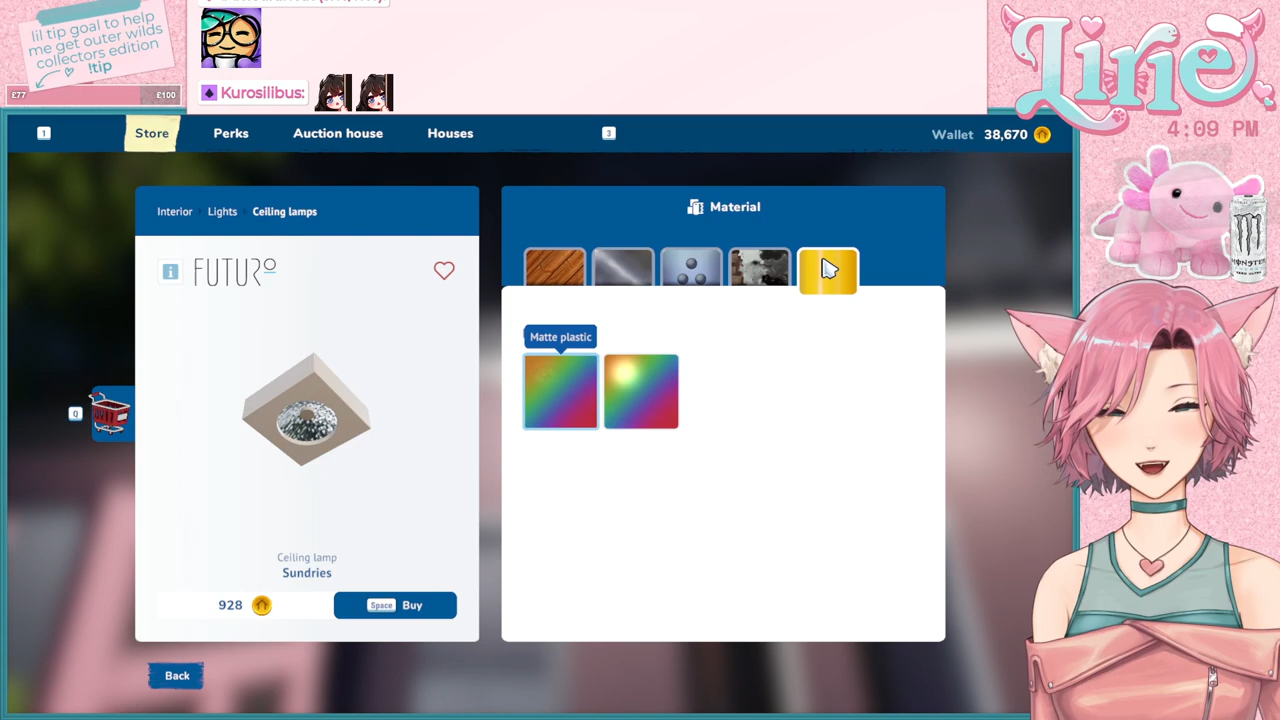 lil tip goal to help
me get outer wilds
collectors edition
!tip
£77
£100
Kurosilibus:
Lirie
4:09 PM
1
Store
Perks
Auction house
Houses
3
Wallet 38,670
Interior
Lights
Ceiling lamps
Material
i
FUTURO
Matte plastic
Q
MONSTER
Ceiling lamp
Sundries
928
Space Buy
Back